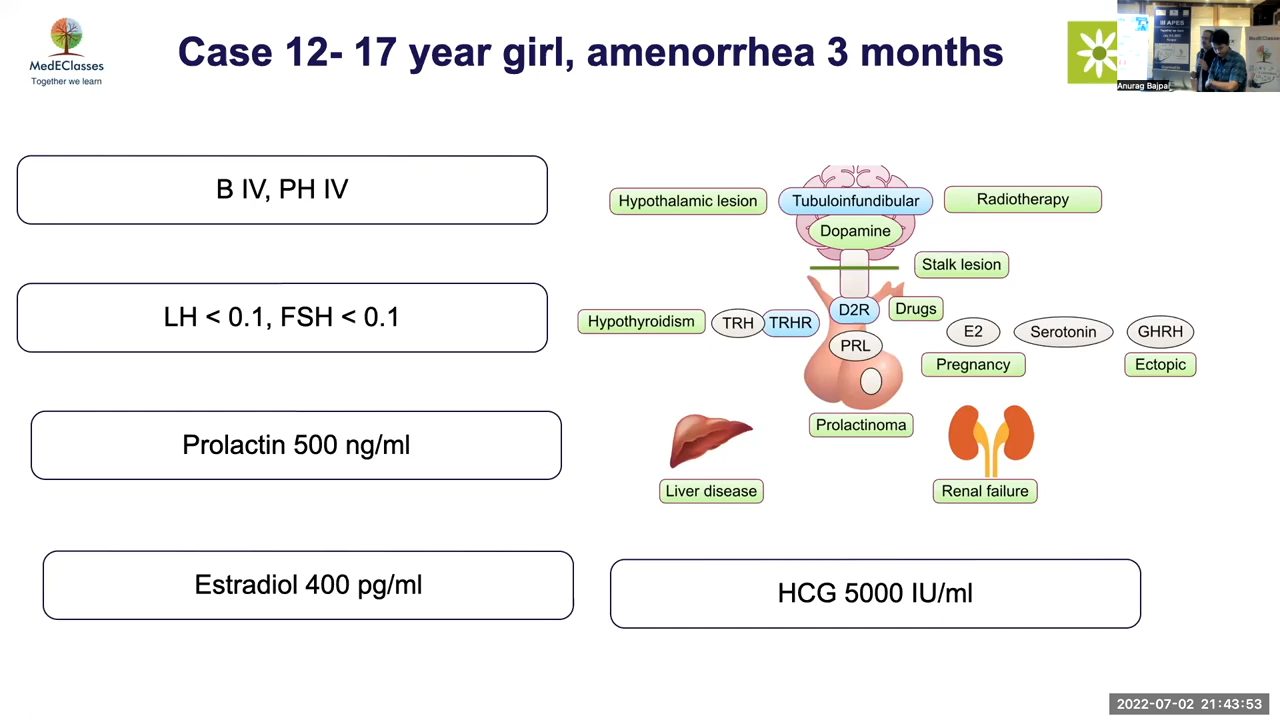 MedEClasses
Together we learn
Case 12- 17 year girl, amenorrhea 3 months
III APES
Anurag Bajpai
B IV, PH IV
LH < 0.1, FSH < 0.1
Prolactin 500 ng/ml
Estradiol 400 pg/ml
Hypothalamic lesion
Tubuloinfundibular
Radiotherapy
Dopamine
Stalk lesion
D2R
Drugs
Hypothyroidism
TRH
TRHR
PRL
E2
Serotonin
GHRH
Pregnancy
Ectopic
Prolactinoma
Liver disease
Renal failure
HCG 5000 IU/ml
2022-07-02 21:43:53